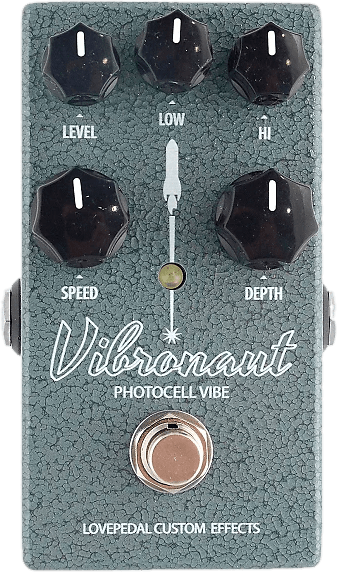 LEVEL
LOW
HI
SPEED
DEPTH
Vibronaut
PHOTOCELL VIBE
LOVEPEDAL CUSTOM EFFECTS